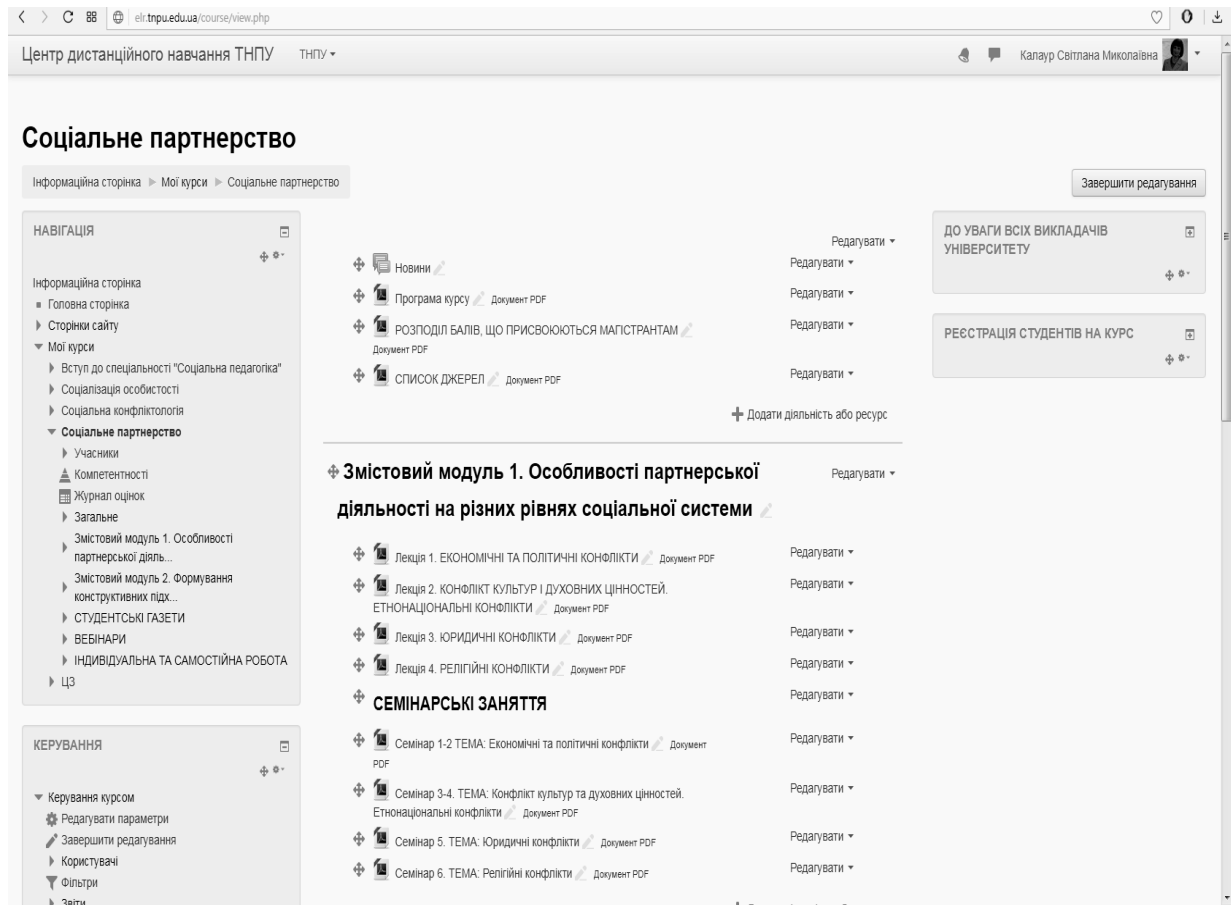 elr.tnpu.edu.ua/course/view.php
Центр дистанційного навчання ТНПУ
ТНПУ
Калаур Світлана Миколаївна
Соціальне партнерство
Інформаційна сторінка
Мої курси
Соціальне партнерство
Завершити редагування
НАВІГАЦІЯ
Інформаційна сторінка
Головна сторінка
Сторінки сайту
Мої курси
Вступ до спеціальності "Соціальна педагогіка"
Соціалізація особистості
Соціальна конфліктологія
Соціальне партнерство
Учасники
Компетентності
Журнал оцінок
Загальне
Змістовий модуль 1. Особливості
партнерської діяль...
Змістовий модуль 2. Формування
конструктивних підх...
СТУДЕНТСЬКІ ГАЗЕТИ
ВЕБІНАРИ
ІНДИВІДУАЛЬНА ТА САМОСТІЙНА РОБОТА
ЦЗ
КЕРУВАННЯ
Керування курсом
Редагувати параметри
Завершити редагування
Користувачі
Фільтри
Звіти
Редагувати
Новини Редагувати
Програма курсу Документ PDF Редагувати
РОЗПОДІЛ БАЛІВ, ЩО ПРИСВОЮЮТЬСЯ МАГІСТРАНТАМ Редагувати
Документ PDF
СПИСОК ДЖЕРЕЛ Документ PDF Редагувати
Додати діяльність або ресурс
Змістовий модуль 1. Особливості партнерської Редагувати
діяльності на різних рівнях соціальної системи
Лекція 1. ЕКОНОМІЧНІ ТА ПОЛІТИЧНІ КОНФЛІКТИ Документ PDF Редагувати
Лекція 2. КОНФЛІКТ КУЛЬТУР І ДУХОВНИХ ЦІННОСТЕЙ. Редагувати
ЕТНОНАЦІОНАЛЬНІ КОНФЛІКТИ Документ PDF
Лекція 3. ЮРИДИЧНІ КОНФЛІКТИ Документ PDF Редагувати
Лекція 4. РЕЛІГІЙНІ КОНФЛІКТИ Документ PDF Редагувати
СЕМІНАРСЬКІ ЗАНЯТТЯ Редагувати
Семінар 1-2 ТЕМА: Економічні та політичні конфлікти Документ Редагувати
PDF
Семінар 3-4. ТЕМА: Конфлікт культур та духовних цінностей. Редагувати
Етнонаціональні конфлікти Документ PDF
Семінар 5. ТЕМА: Юридичні конфлікти Документ PDF Редагувати
Семінар 6. ТЕМА: Релігійні конфлікти Документ PDF Редагувати
ДО УВАГИ ВСІХ ВИКЛАДАЧІВ
УНІВЕРСИТЕТУ
РЕЄСТРАЦІЯ СТУДЕНТІВ НА КУРС